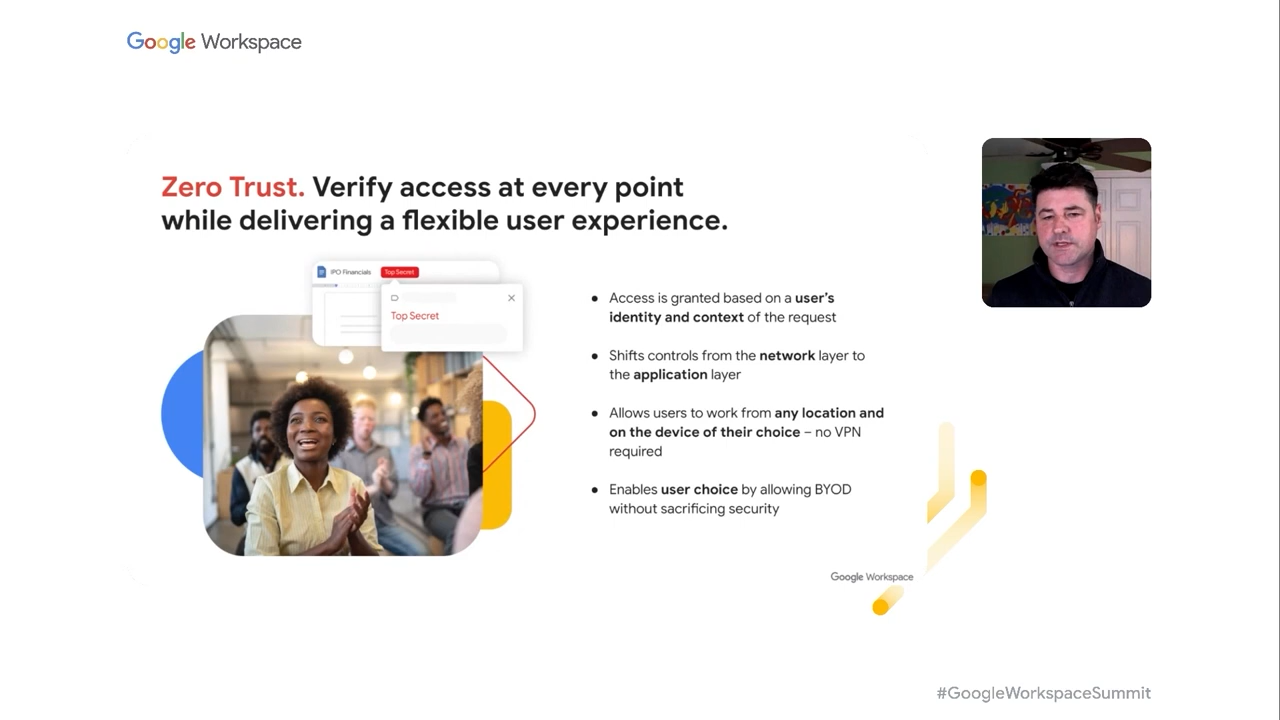 Google Workspace
Zero Trust. Verify access at every point
while delivering a flexible user experience.
IPO Financials Top Secret
Top Secret
● Access is granted based on a user's
identity and context of the request
● Shifts controls from the network layer to
the application layer
● Allows users to work from any location and
on the device of their choice – no VPN
required
● Enables user choice by allowing BYOD
without sacrificing security
Google Workspace
#GoogleWorkspaceSummit